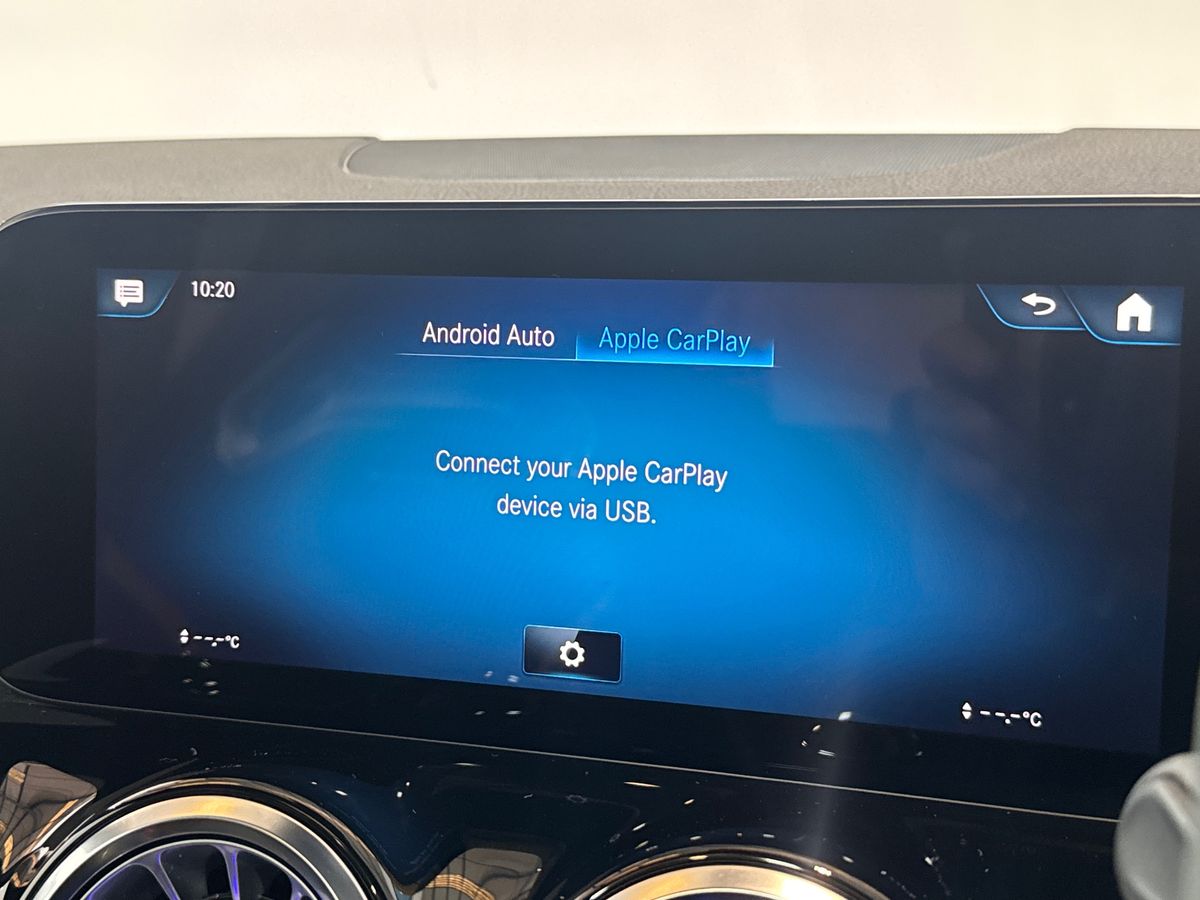 10:20
Android Auto
Apple CarPlay
Connect your Apple CarPlay
device via USB.
--.-°C
--.-°C